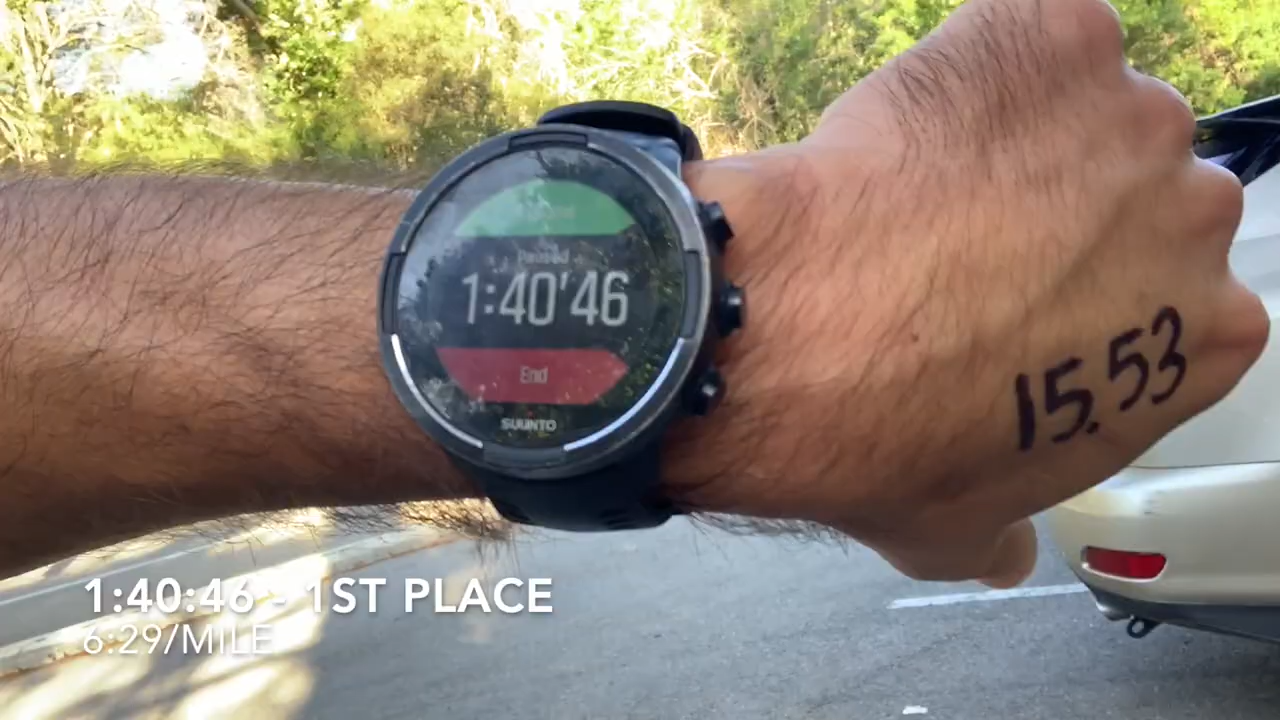 Paused
1:40'46
End
SUUNTO
15.53
1:40:46 - 1ST PLACE
6:29/MILE